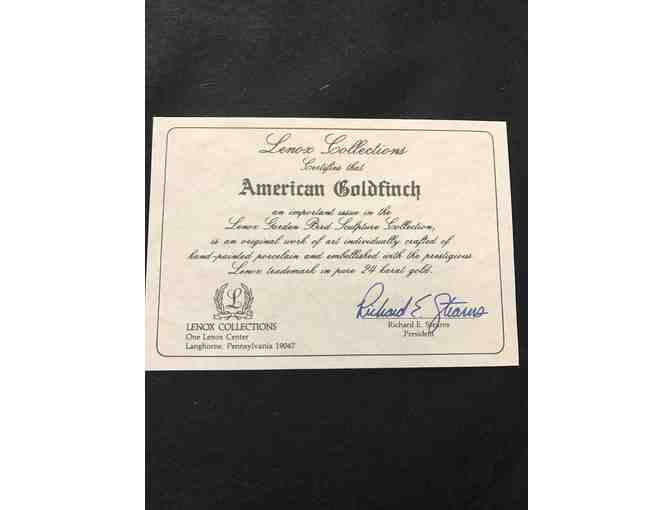 Lenox Collections
Certifies that
American Goldfinch
an important issue in the
Lenox Garden Bird Sculpture Collection,
is an original work of art individually crafted of
hand-painted porcelain and embellished with the prestigious
Lenox trademark in pure 24 karat gold.
L
LENOX COLLECTIONS
One Lenox Center
Langhorne, Pennsylvania 19047
Richard E. Stearns
Richard E. Stearns
President